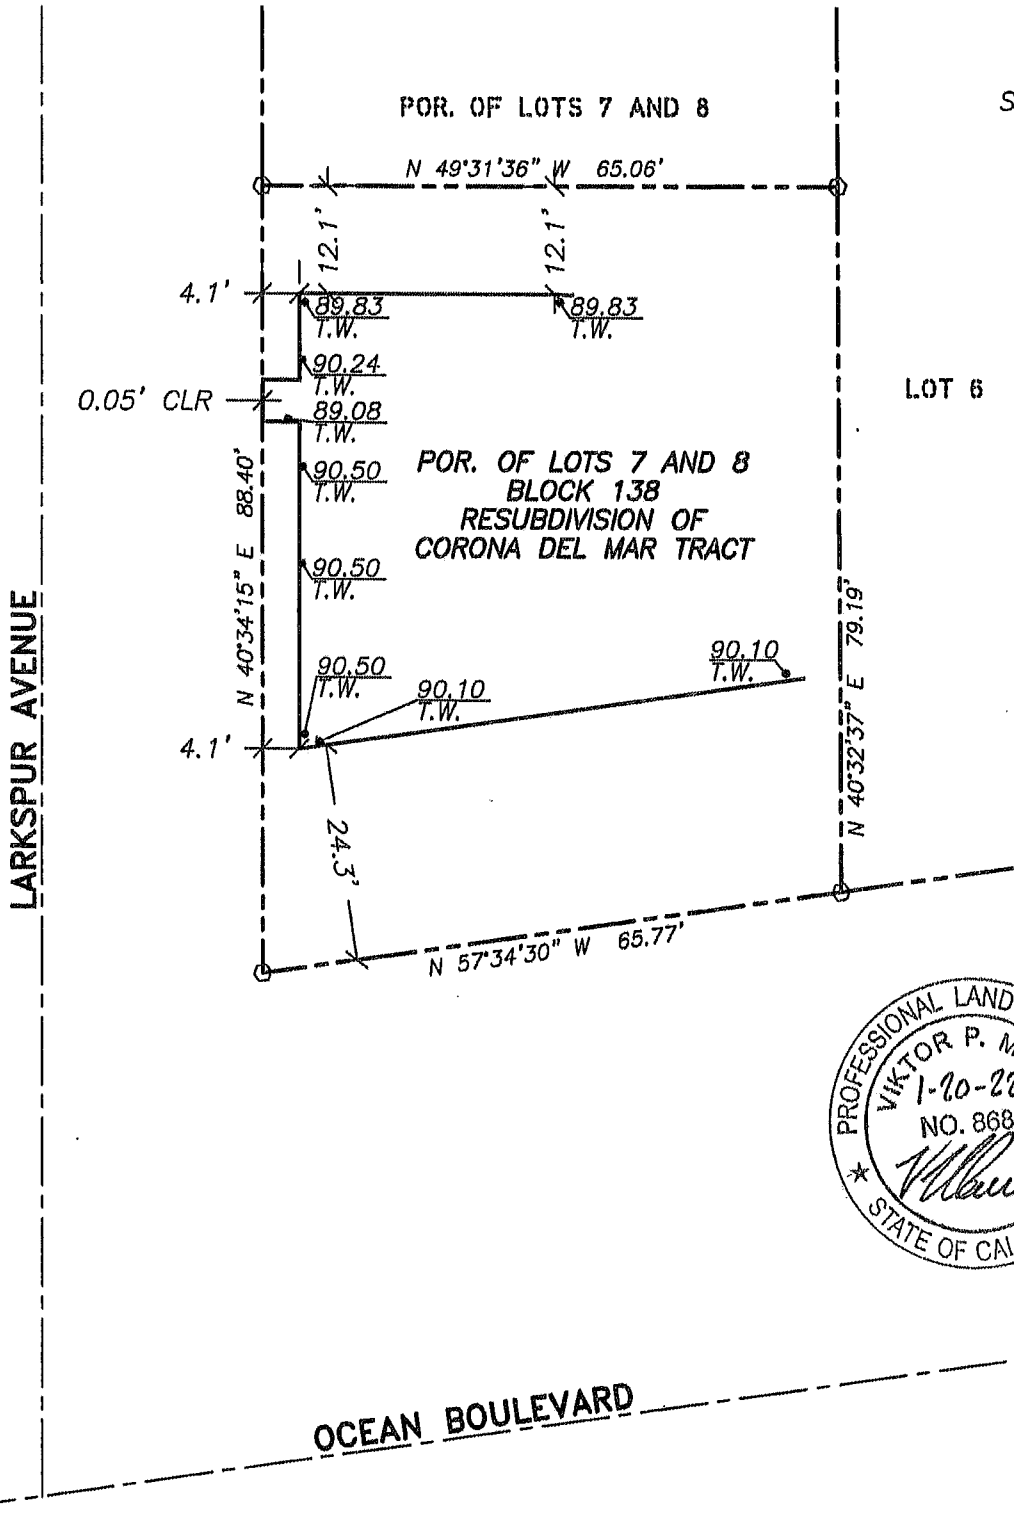 POR. OF LOTS 7 AND 8
S
N 49°31'36" W 65.06'
12.1'
12.1'
4.1'
89.83
T.W.
89.83
T.W.
90.24
T.W.
0.05' CLR
89.08
T.W.
LOT 6
90.50
T.W.
POR. OF LOTS 7 AND 8
BLOCK 138
RESUBDIVISION OF
CORONA DEL MAR TRACT
N 40°34'15" E 88.40'
90.50
T.W.
LARKSPUR AVENUE
N 40°32'37" E 79.19'
90.50
T.W.
90.10
T.W.
90.10
T.W.
4.1'
24.3'
N 57°34'30" W 65.77'
PROFESSIONAL LAND
VIKTOR P. M
1-20-22
NO. 868
STATE OF CAL
OCEAN BOULEVARD